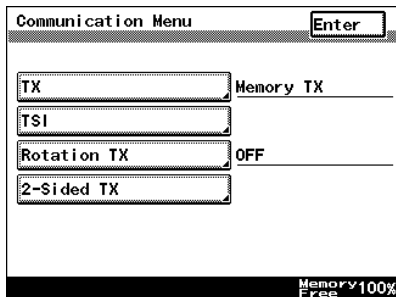 Communication Menu Enter
TX Memory TX
TSI
Rotation TX OFF
2-Sided TX
Memory Free 100%